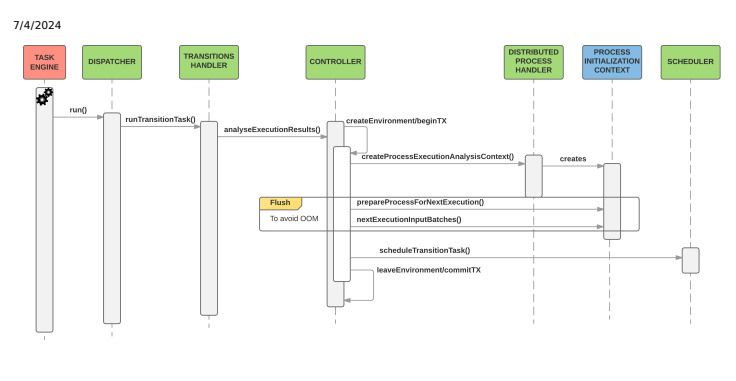 7/4/2024
TASK
ENGINE
DISPATCHER
TRANSITIONS
HANDLER
CONTROLLER
DISTRIBUTED
PROCESS
HANDLER
PROCESS
INITIALIZATION
CONTEXT
SCHEDULER
run()
runTransitionTask()
analyseExecutionResults()
createEnvironment/beginTX
createProcessExecutionAnalysisContext()
creates
Flush
To avoid OOM
prepareProcessForNextExecution()
nextExecutionInputBatches()
scheduleTransitionTask()
leaveEnvironment/commitTX